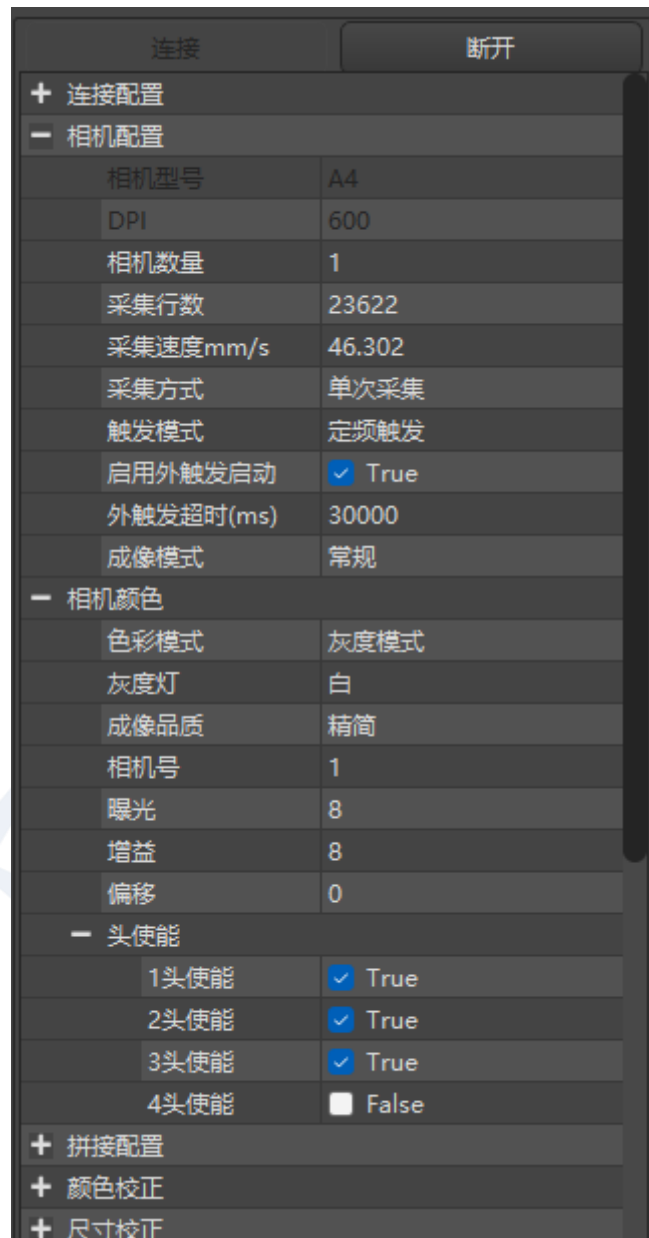 连接 断开
连接配置
相机配置
相机型号 A4
DPI 600
相机数量 1
采集行数 23622
采集速度mm/s 46.302
采集方式 单次采集
触发模式 定频触发
启用外触发启动 True
外触发超时(ms) 30000
成像模式 常规
相机颜色
色彩模式 灰度模式
灰度灯 白
成像品质 精简
相机号 1
曝光 8
增益 8
偏移 0
头使能
1头使能 True
2头使能 True
3头使能 True
4头使能 False
拼接配置
颜色校正
尺寸校正